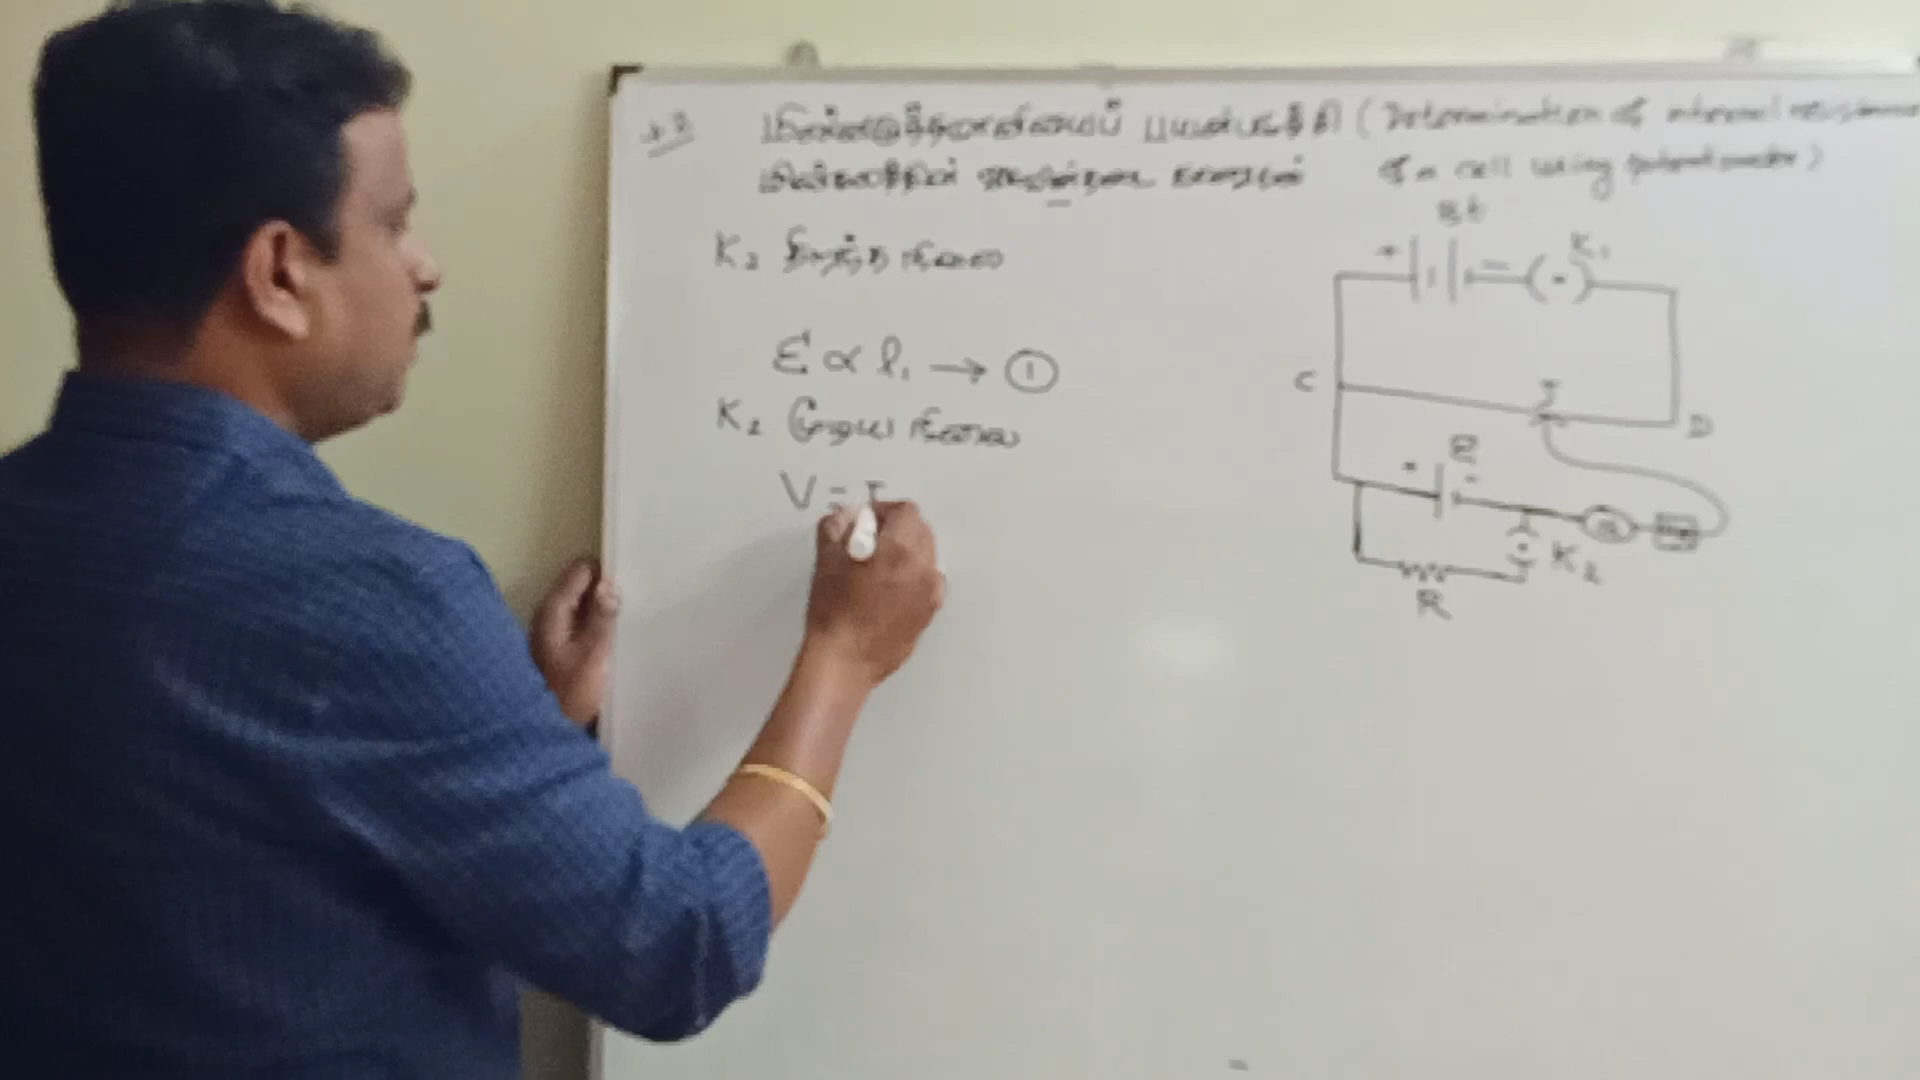 மின்னழுத்தமானியைப் பயன்படுத்தி ( Determination of internal resistance
மின்கலத்தின் அகமின்தடை காணுதல் of a cell using potentiometer )
Bt
K₂ திறந்த நிலை
K₁
ξ ∝ l₁ → ①
C
J
D
K₂ மூடிய நிலை
V = I
ξ
G
K₂
R